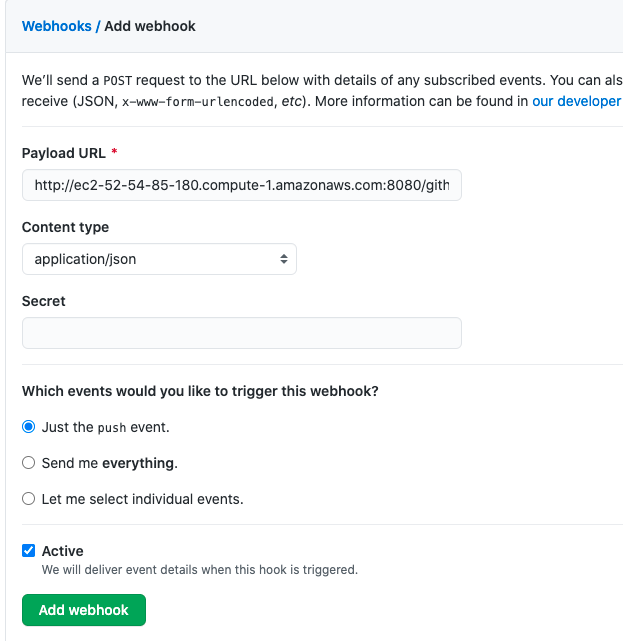 Webhooks / Add webhook
We’ll send a POST request to the URL below with details of any subscribed events. You can als
receive (JSON, x-www-form-urlencoded, etc). More information can be found in our developer
Payload URL *
http://ec2-52-54-85-180.compute-1.amazonaws.com:8080/gith
Content type
application/json
Secret
Which events would you like to trigger this webhook?
Just the push event.
Send me everything.
Let me select individual events.
Active
We will deliver event details when this hook is triggered.
Add webhook